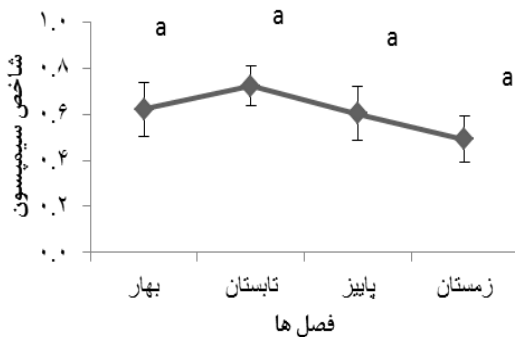 a a a a
شاخص سیمپسون
۱.۰
۰.۸
۰.۶
۰.۴
۰.۲
۰.۰
بهار تابستان پاییز زمستان
فصل ها